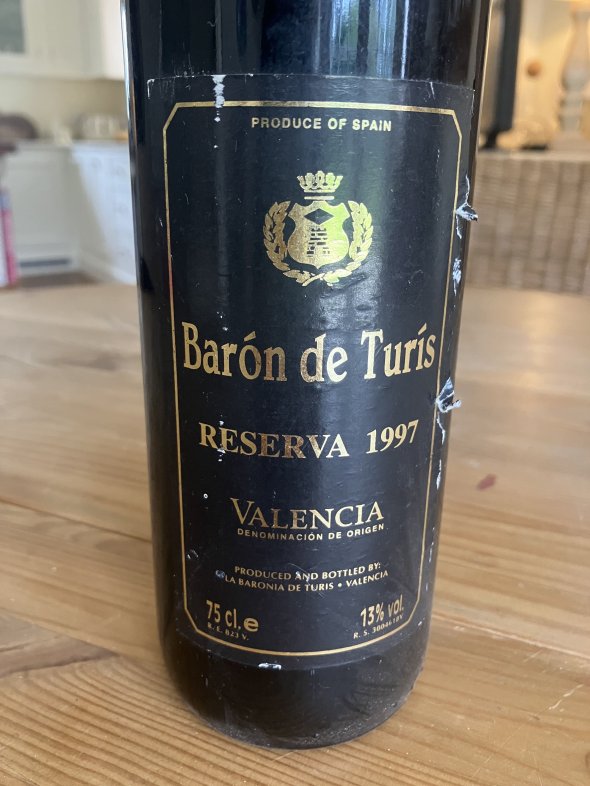 PRODUCE OF SPAIN
Barón de Turís
RESERVA 1997
VALENCIA
DENOMINACIÓN DE ORIGEN
PRODUCED AND BOTTLED BY:
LA BARONIA DE TURIS • VALENCIA
75 cl. e 13% vol.
R. E. 823 V. R. S.